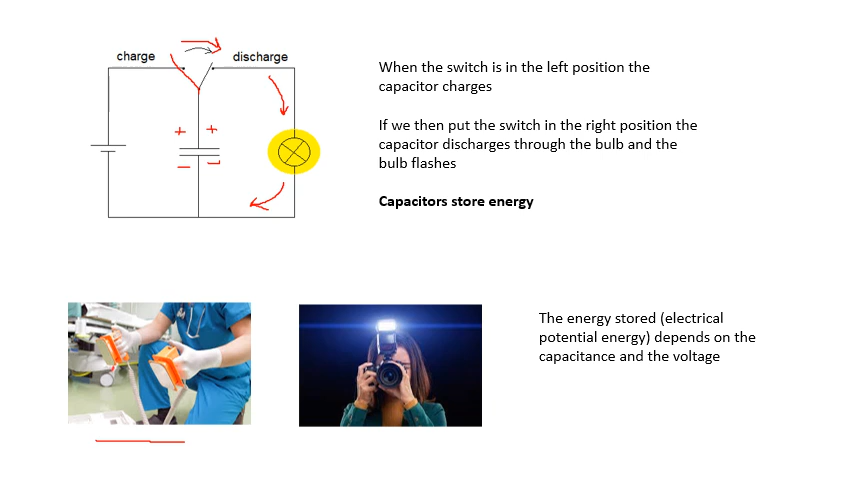 charge
discharge
When the switch is in the left position the
capacitor charges
If we then put the switch in the right position the
capacitor discharges through the bulb and the
bulb flashes
Capacitors store energy
+ +
The energy stored (electrical
potential energy) depends on the
capacitance and the voltage